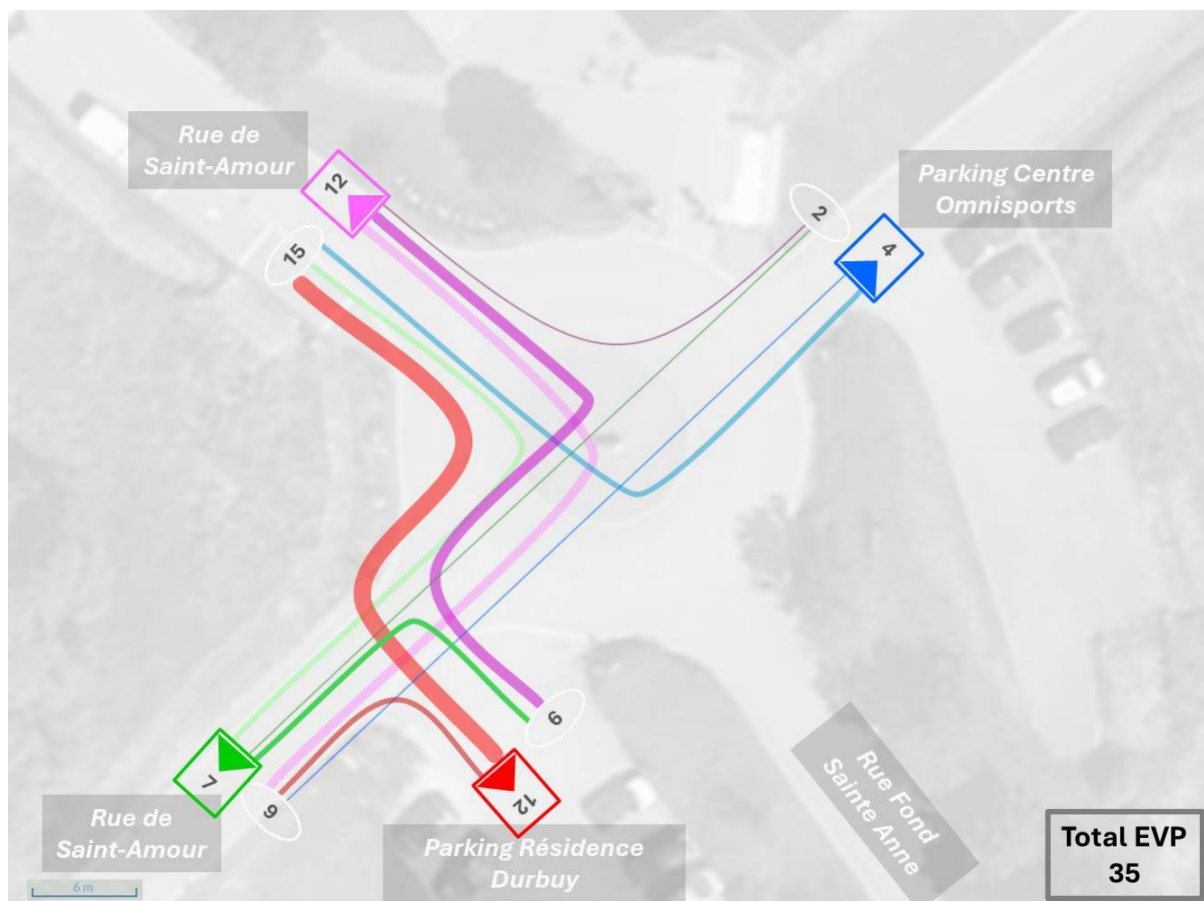 Rue de
Saint-Amour
12
15
2
4
Parking Centre
Omnisports
7
9
9
12
Rue de
Saint-Amour
Parking Résidence
Durbuy
Rue Fond
Sainte Anne
Total EVP
35
6 m